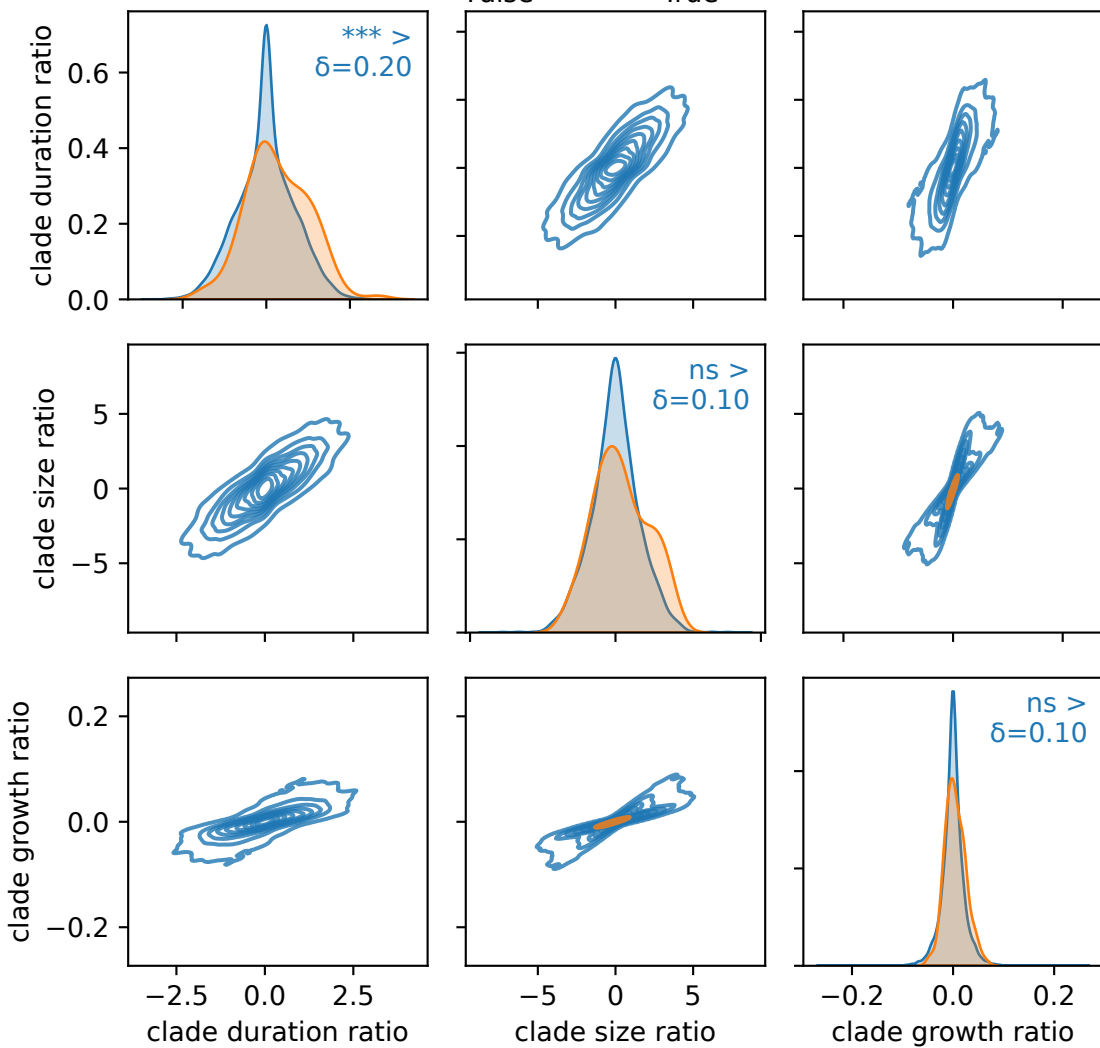 True
clade duration ratio
0.6
0.4
0.2
0.0
*** >
δ=0.20
clade size ratio
5
0
−5
ns >
δ=0.10
clade growth ratio
0.2
0.0
−0.2
ns >
δ=0.10
−2.5 0.0 2.5
−5 0 5
−0.2 0.0 0.2
clade duration ratio
clade size ratio
clade growth ratio